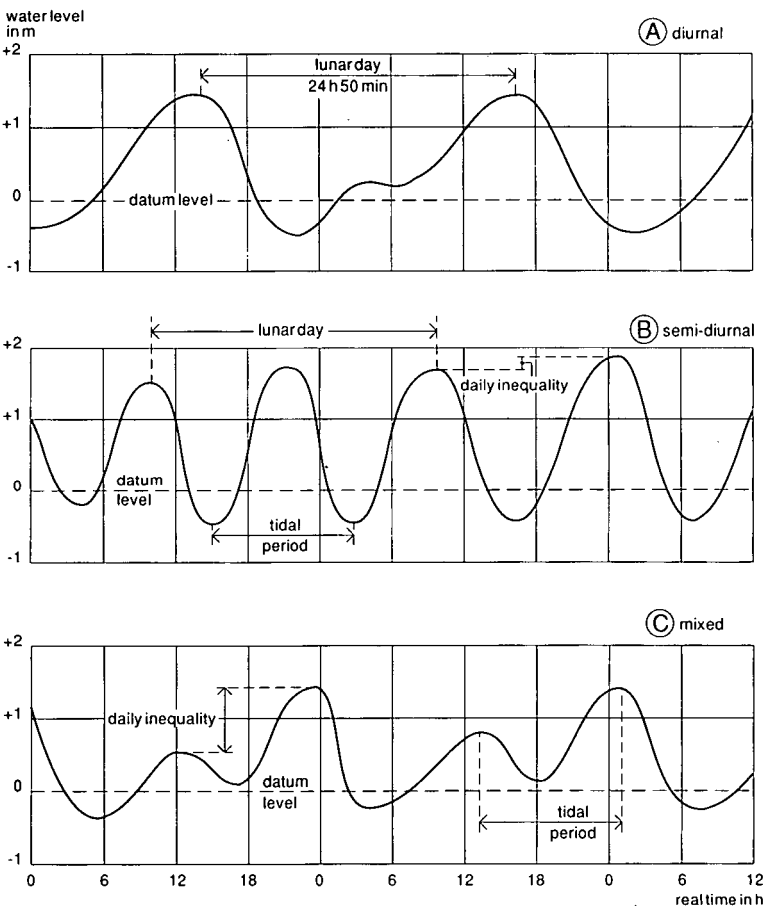 water level
in m
Ⓐ diurnal
+2
lunar day
24 h 50 min
+1
0
datum level
-1
Ⓑ semi-diurnal
lunar day
+2
daily inequality
+1
datum
level
0
tidal
period
-1
Ⓒ mixed
+2
+1
daily inequality
datum
level
0
tidal
period
-1
0 6 12 18 0 6 12 18 0 6 12
real time in h